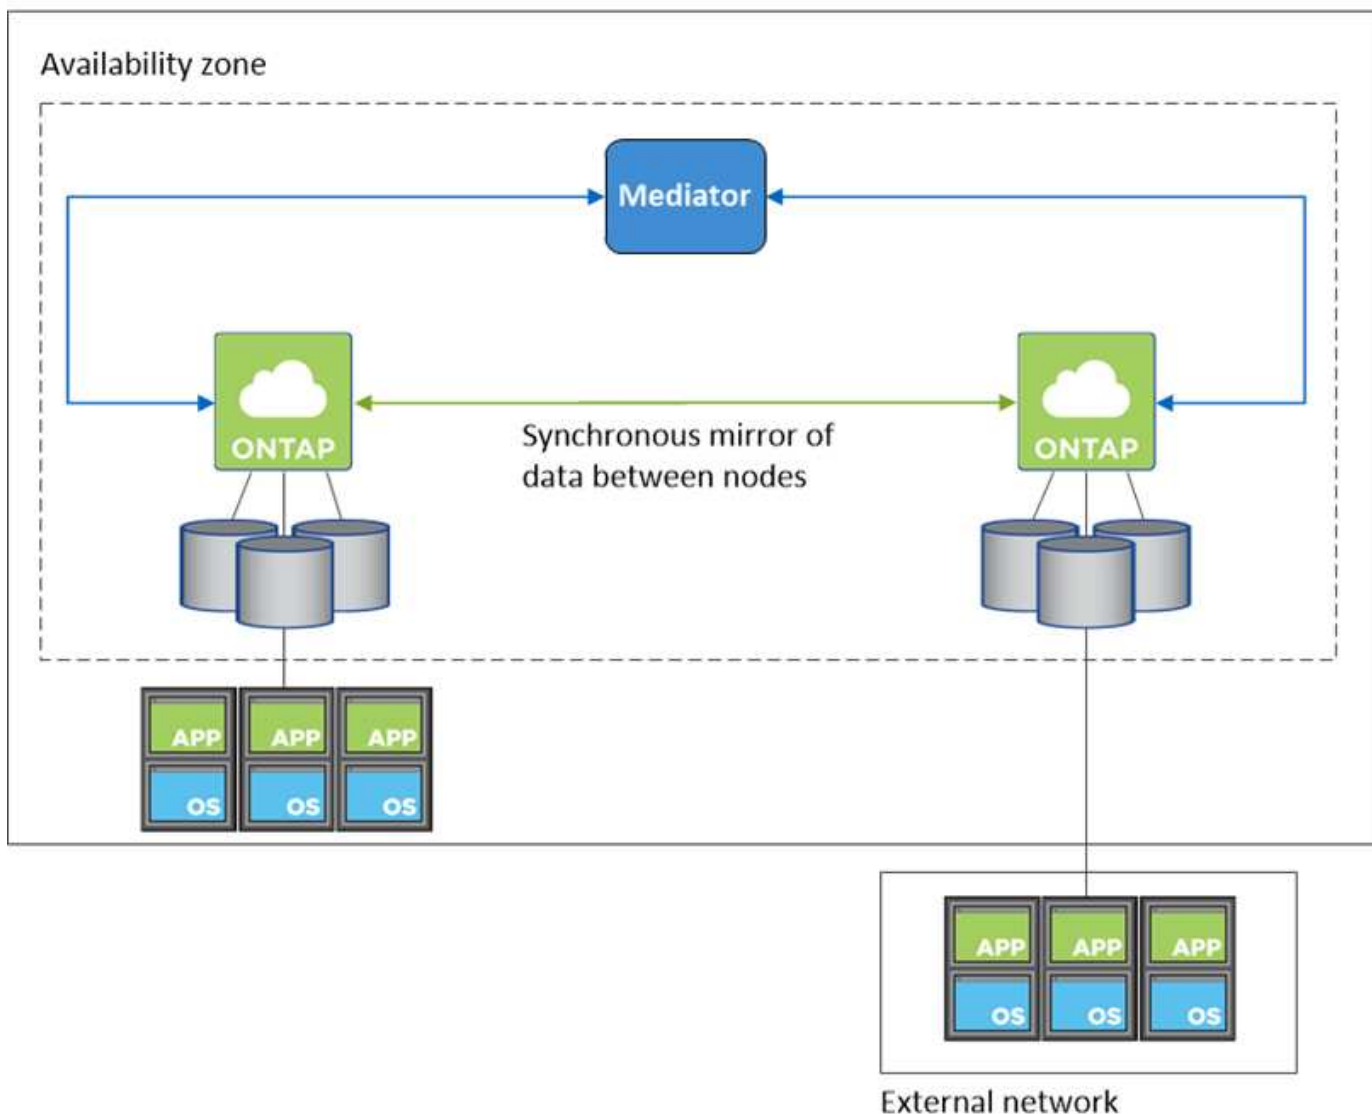 Availability zone
Mediator
ONTAP
ONTAP
Synchronous mirror of
data between nodes
APP
APP
APP
OS
OS
OS
APP
APP
APP
OS
OS
OS
External network